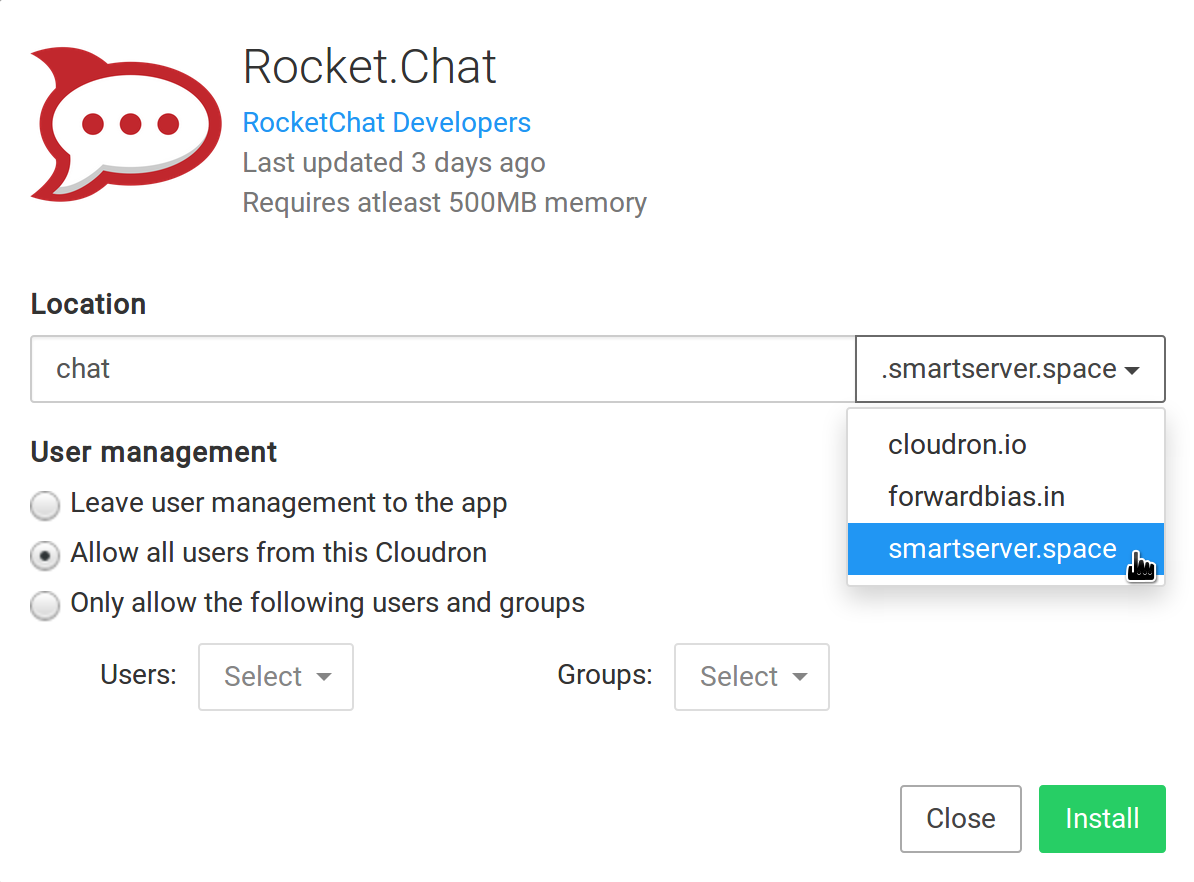 Rocket.Chat
RocketChat Developers
Last updated 3 days ago
Requires atleast 500MB memory
Location
chat
.smartserver.space
cloudron.io
forwardbias.in
smartserver.space
User management
Leave user management to the app
Allow all users from this Cloudron
Only allow the following users and groups
Users: Select Groups: Select
Close Install